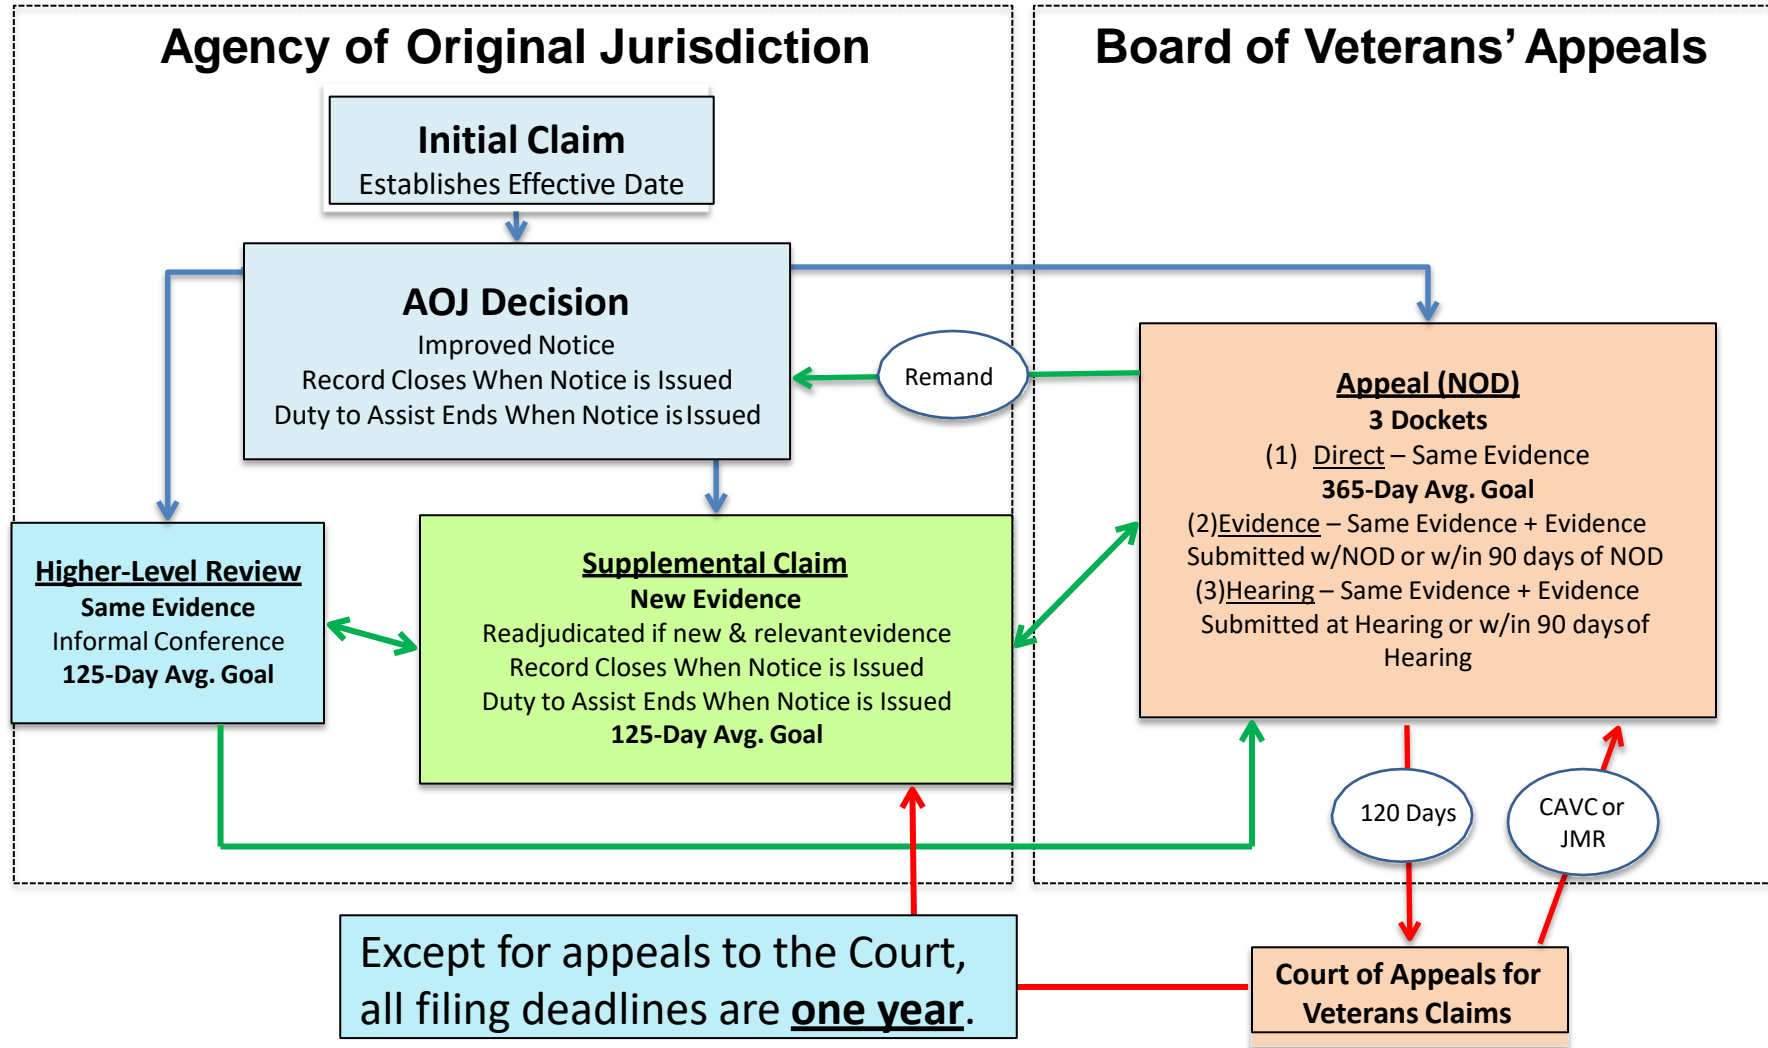 Agency of Original Jurisdiction
Board of Veterans' Appeals
Initial Claim
Establishes Effective Date
AOJ Decision
Improved Notice
Record Closes When Notice is Issued
Duty to Assist Ends When Notice is Issued
Remand
Appeal (NOD)
3 Dockets
(1) Direct – Same Evidence
365-Day Avg. Goal
(2)Evidence – Same Evidence + Evidence
Submitted w/NOD or w/in 90 days of NOD
(3)Hearing – Same Evidence + Evidence
Submitted at Hearing or w/in 90 days of
Hearing
Higher-Level Review
Same Evidence
Informal Conference
125-Day Avg. Goal
Supplemental Claim
New Evidence
Readjudicated if new & relevant evidence
Record Closes When Notice is Issued
Duty to Assist Ends When Notice is Issued
125-Day Avg. Goal
120 Days
CAVC or
JMR
Except for appeals to the Court,
all filing deadlines are one year.
Court of Appeals for
Veterans Claims